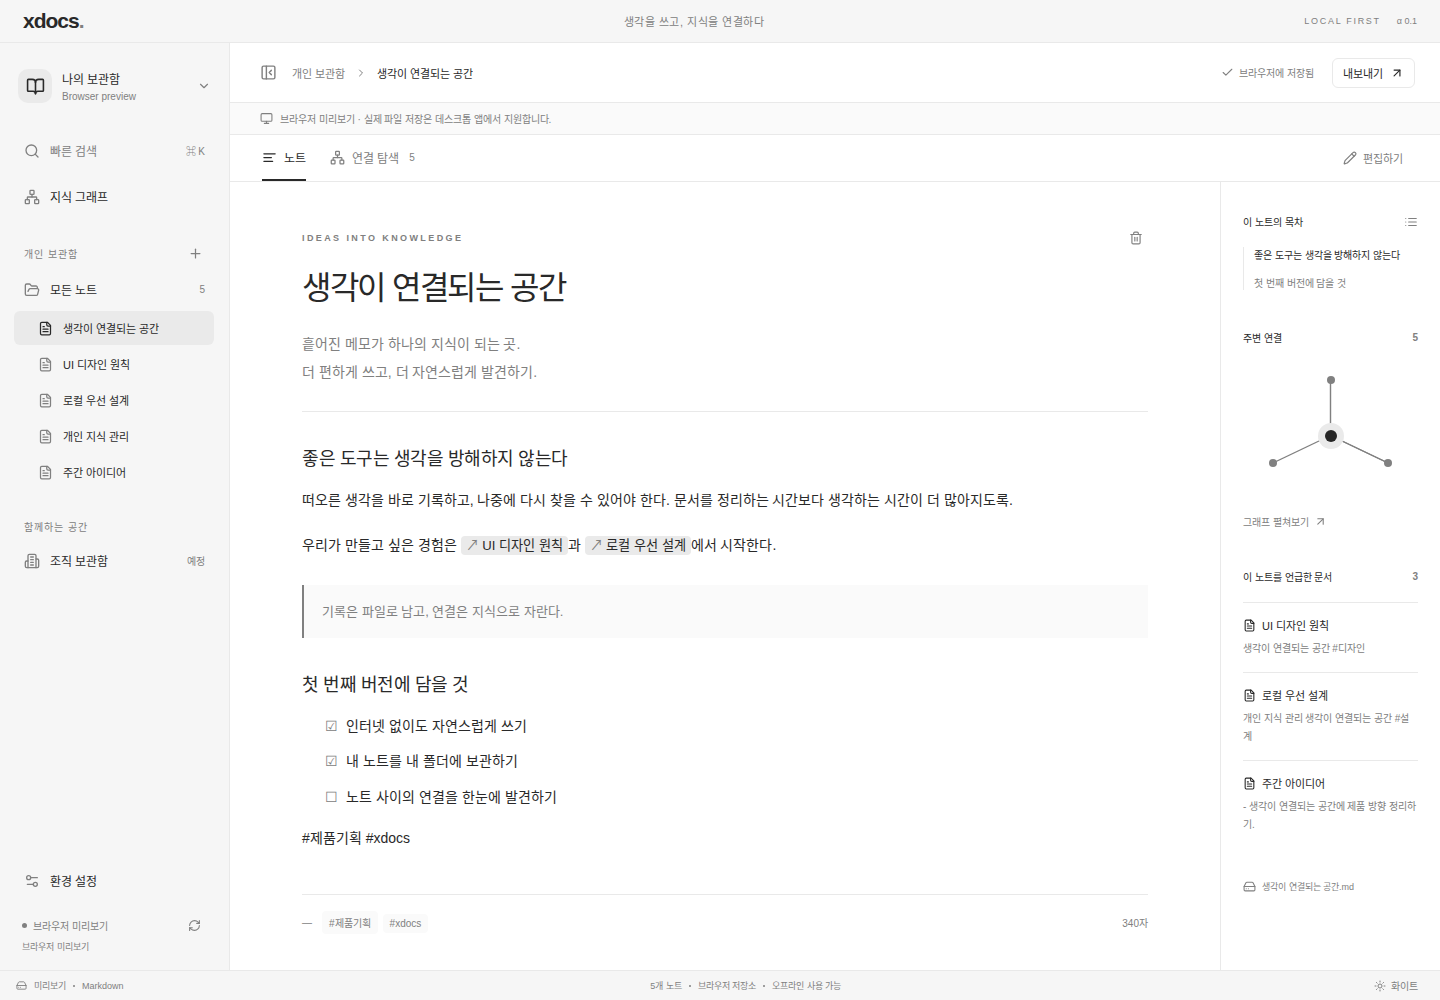 xdocs.
생각을 쓰고, 지식을 연결하다
LOCAL FIRST α 0.1
나의 보관함
Browser preview
빠른 검색 ⌘ K
지식 그래프
개인 보관함
모든 노트 5
생각이 연결되는 공간
UI 디자인 원칙
로컬 우선 설계
개인 지식 관리
주간 아이디어
함께하는 공간
조직 보관함 예정
환경 설정
브라우저 미리보기
브라우저 미리보기
개인 보관함 생각이 연결되는 공간
브라우저에 저장됨 내보내기
브라우저 미리보기 · 실제 파일 저장은 데스크톱 앱에서 지원합니다.
노트 연결 탐색 5
편집하기
IDEAS INTO KNOWLEDGE
생각이 연결되는 공간
흩어진 메모가 하나의 지식이 되는 곳.
더 편하게 쓰고, 더 자연스럽게 발견하기.
좋은 도구는 생각을 방해하지 않는다
떠오른 생각을 바로 기록하고, 나중에 다시 찾을 수 있어야 한다. 문서를 정리하는 시간보다 생각하는 시간이 더 많아지도록.
우리가 만들고 싶은 경험은 ↗ UI 디자인 원칙 과 ↗ 로컬 우선 설계 에서 시작한다.
기록은 파일로 남고, 연결은 지식으로 자란다.
첫 번째 버전에 담을 것
☑ 인터넷 없이도 자연스럽게 쓰기
☑ 내 노트를 내 폴더에 보관하기
☐ 노트 사이의 연결을 한눈에 발견하기
#제품기획 #xdocs
— #제품기획 #xdocs 340자
이 노트의 목차
좋은 도구는 생각을 방해하지 않는다
첫 번째 버전에 담을 것
주변 연결 5
그래프 펼쳐보기
이 노트를 언급한 문서 3
UI 디자인 원칙
생각이 연결되는 공간 #디자인
로컬 우선 설계
개인 지식 관리 생각이 연결되는 공간 #설
계
주간 아이디어
- 생각이 연결되는 공간에 제품 방향 정리하
기.
생각이 연결되는 공간.md
미리보기 · Markdown
5개 노트 · 브라우저 저장소 · 오프라인 사용 가능
화이트